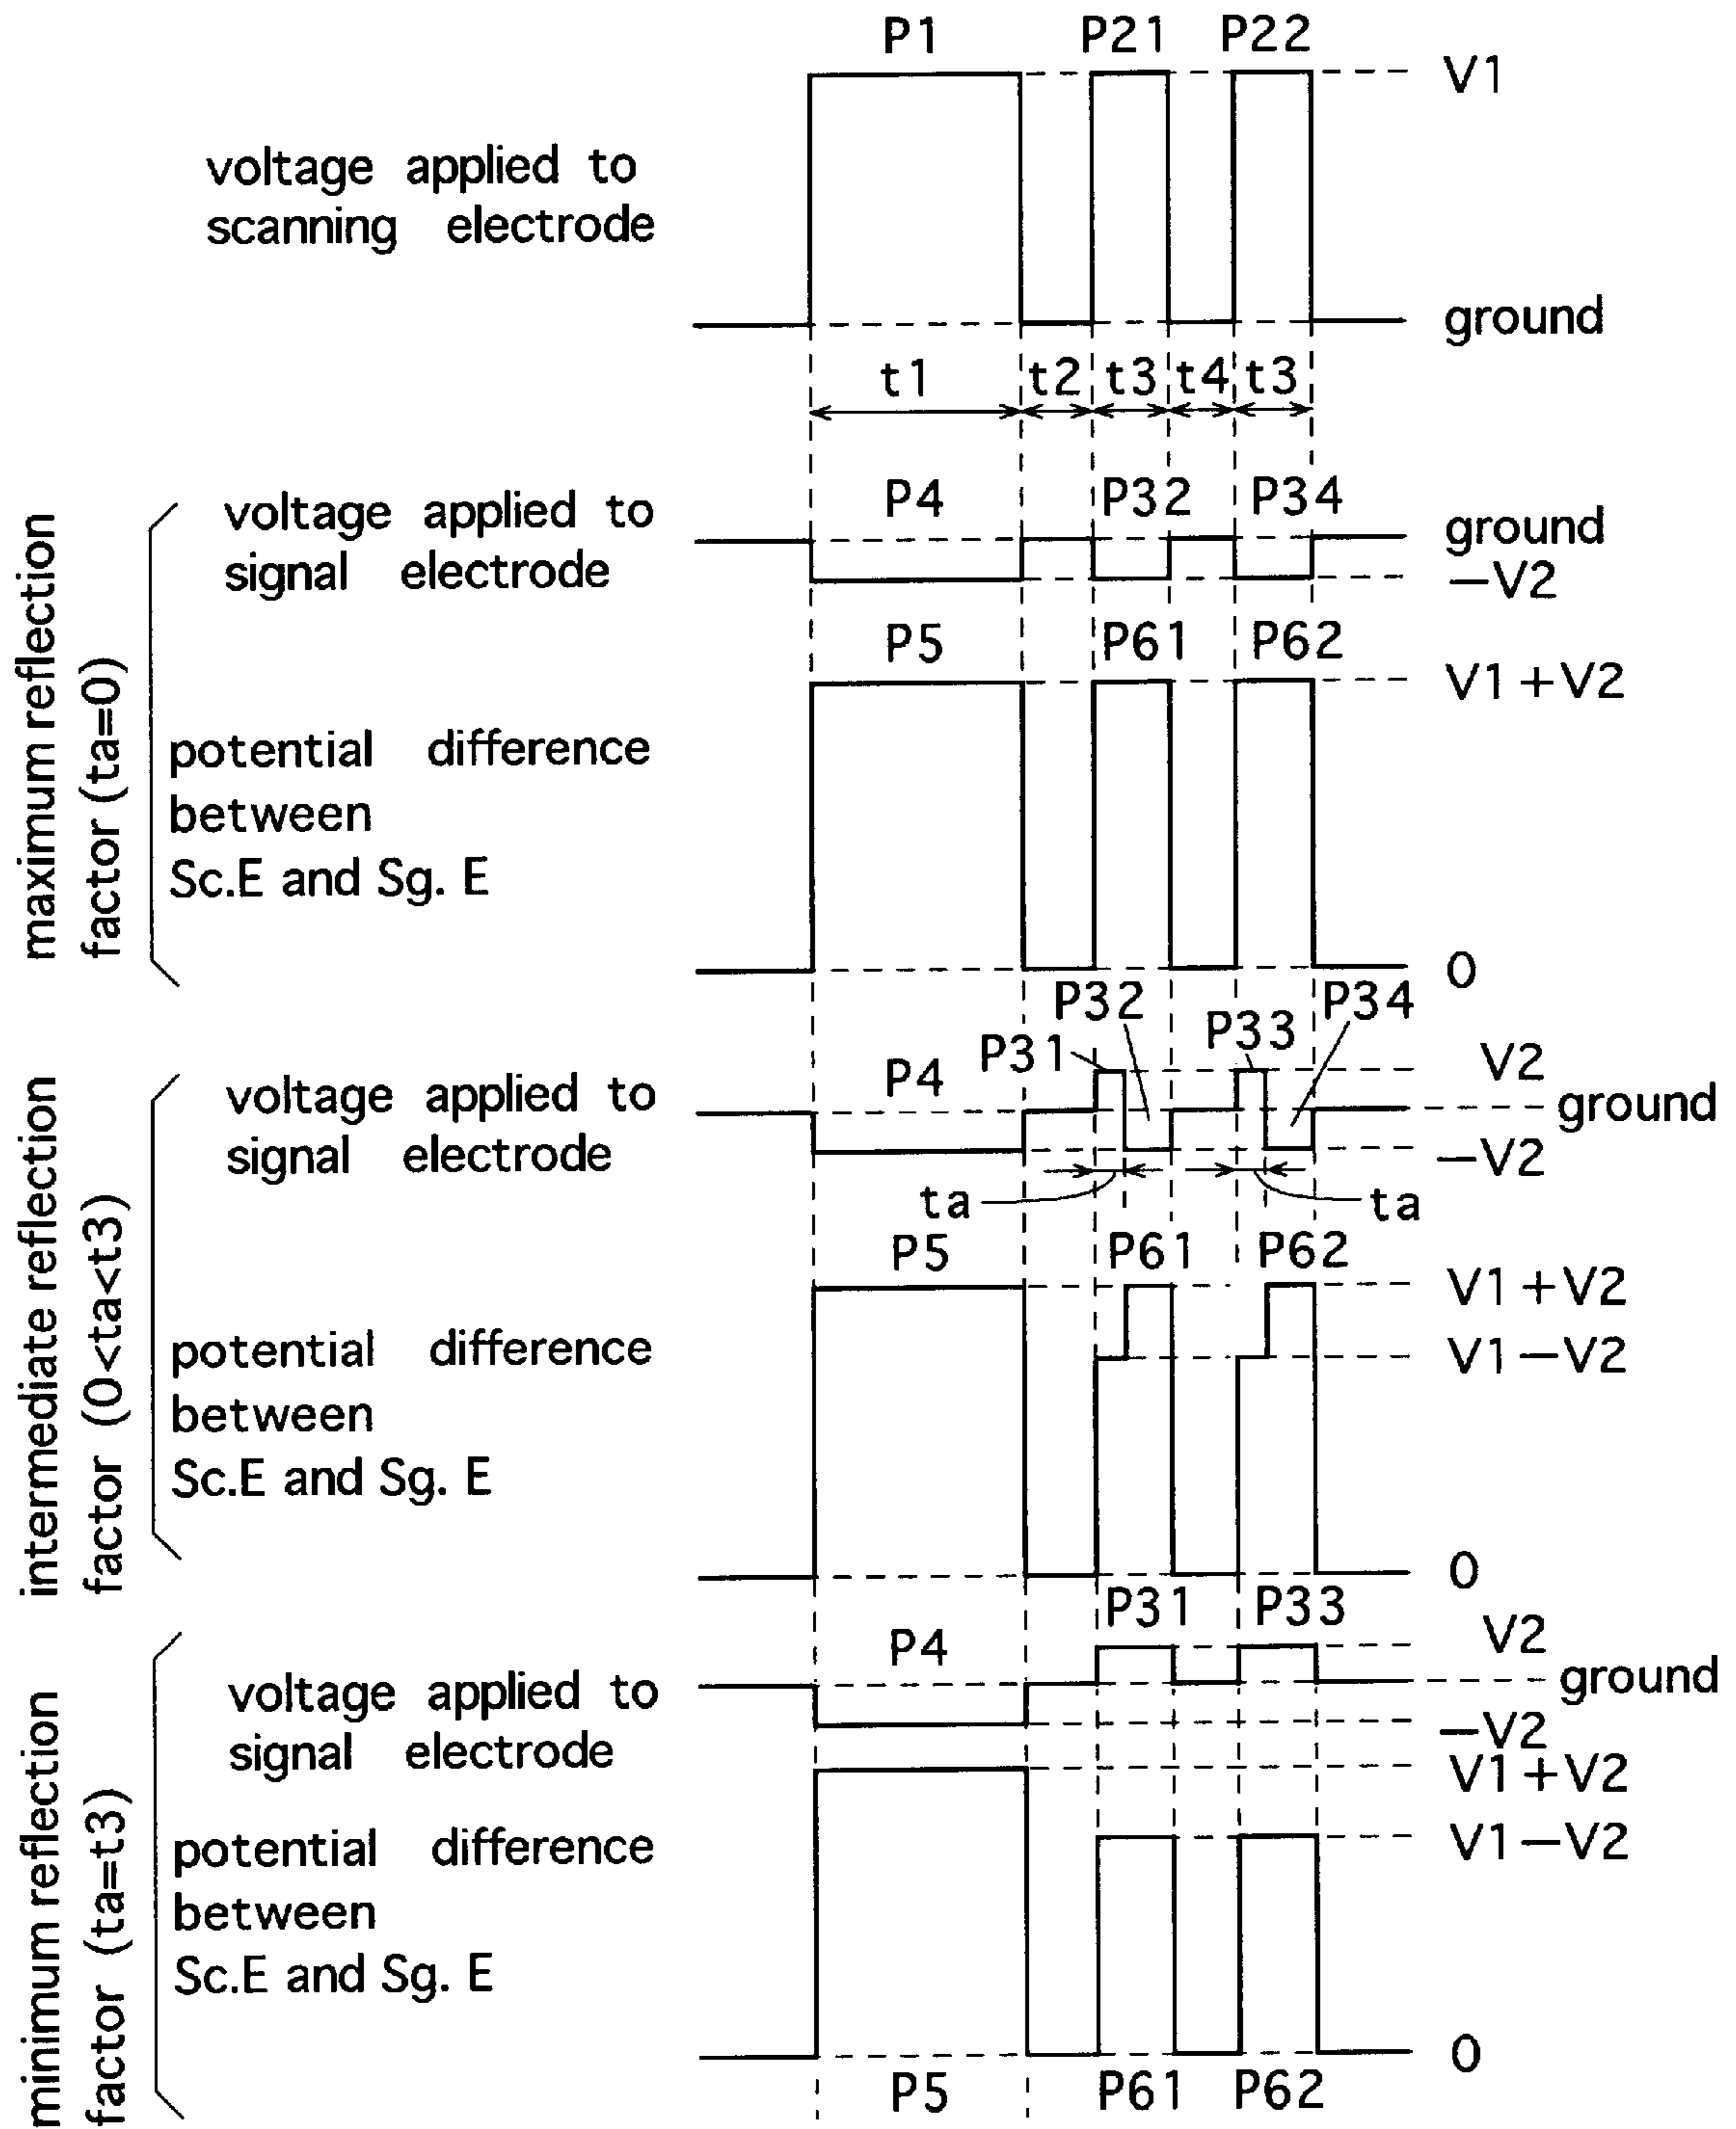 P1 P21 P22
V1
voltage applied to
scanning electrode
ground
t1 t2 t3 t4 t3
maximum reflection
factor (ta=0)
voltage applied to
signal electrode
P4 P32 P34
ground
−V2
P5 P61 P62
V1+V2
potential difference
between
Sc.E and Sg. E
0
intermediate reflection
factor (0<ta<t3)
P32 P34
P31 P33
V2
voltage applied to
signal electrode
P4
ground
−V2
ta ta
P5 P61 P62
V1+V2
V1−V2
potential difference
between
Sc.E and Sg. E
0
minimum reflection
factor (ta=t3)
P31 P33
P4
V2
voltage applied to
signal electrode
ground
−V2
V1+V2
V1−V2
potential difference
between
Sc.E and Sg. E
0
P5 P61 P62